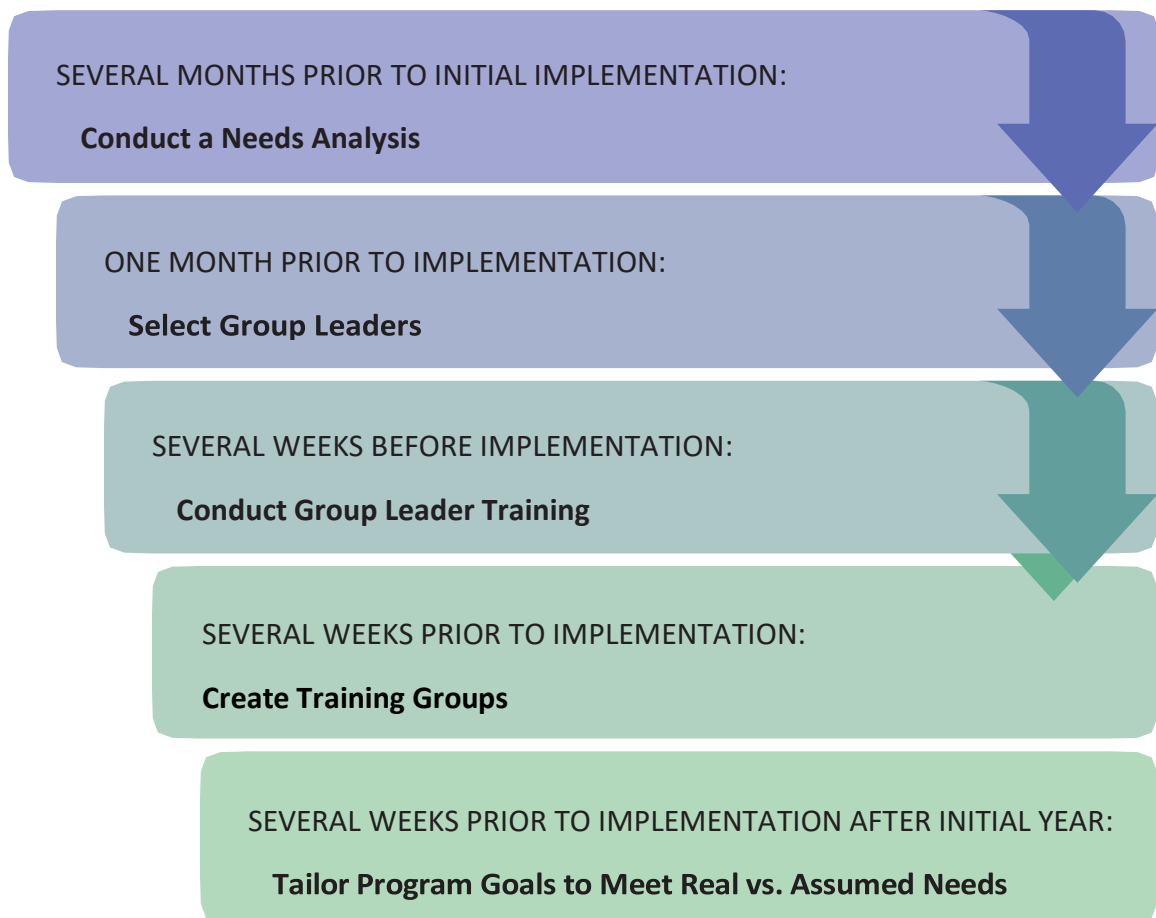 SEVERAL MONTHS PRIOR TO INITIAL IMPLEMENTATION:
Conduct a Needs Analysis
ONE MONTH PRIOR TO IMPLEMENTATION:
Select Group Leaders
SEVERAL WEEKS BEFORE IMPLEMENTATION:
Conduct Group Leader Training
SEVERAL WEEKS PRIOR TO IMPLEMENTATION:
Create Training Groups
SEVERAL WEEKS PRIOR TO IMPLEMENTATION AFTER INITIAL YEAR:
Tailor Program Goals to Meet Real vs. Assumed Needs